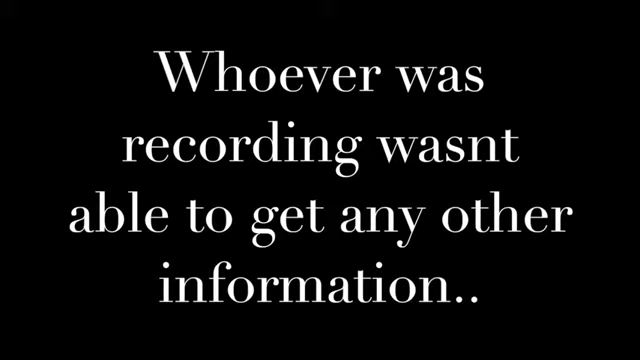 Whoever was
recording wasnt
able to get any other
information..